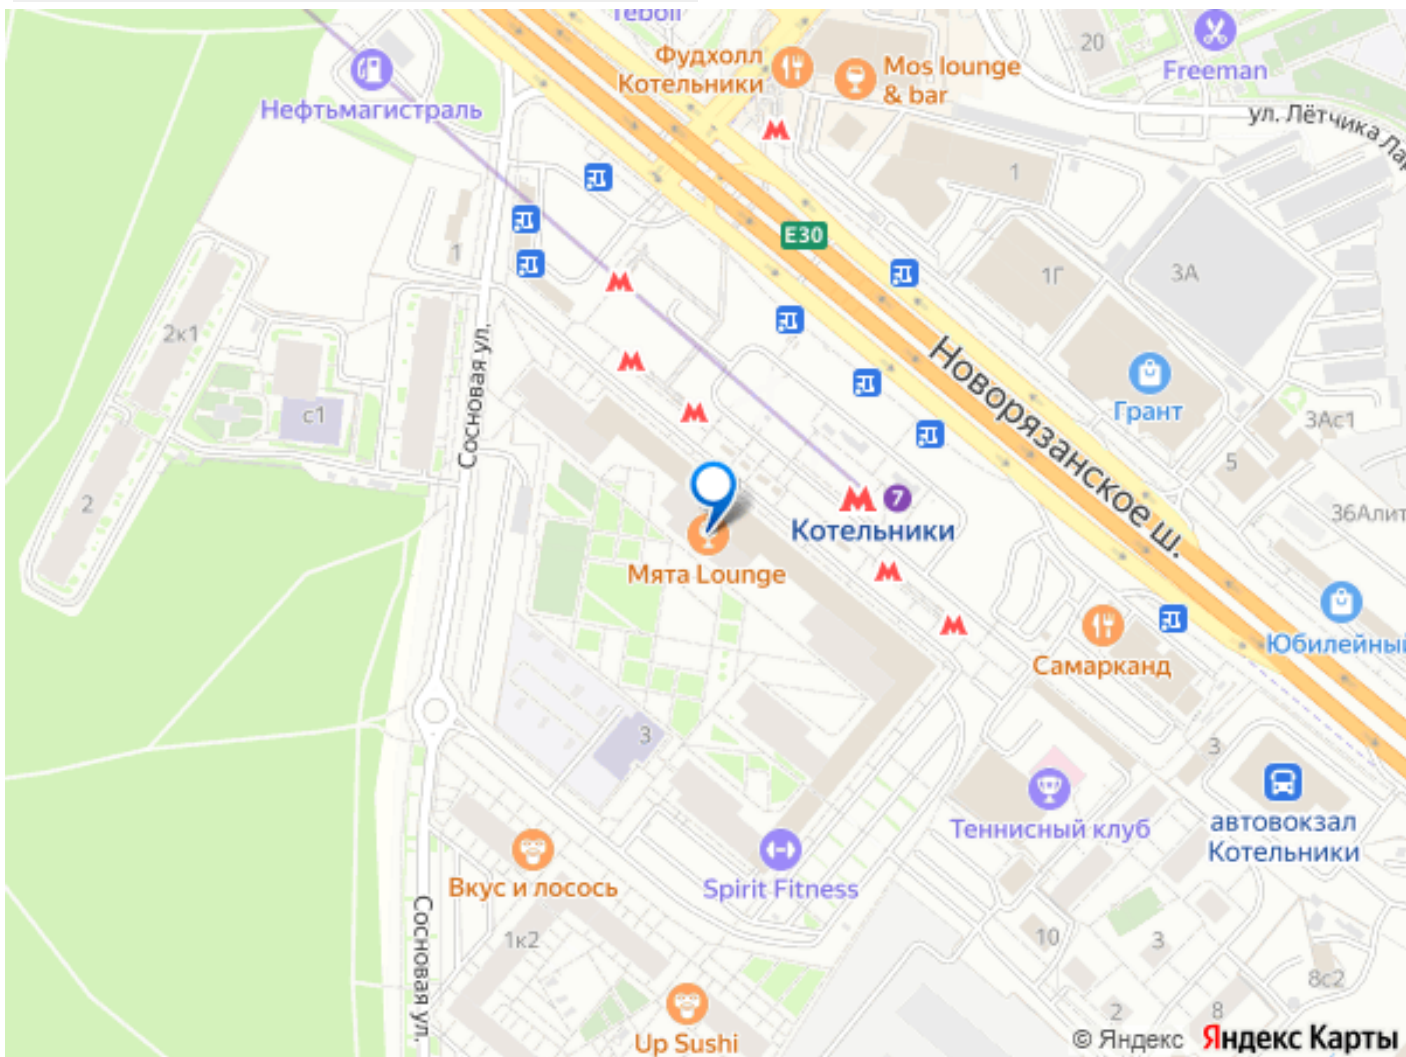 Teboil
Фудхолл
Котельники
Mos lounge
& bar
20
Freeman
Нефтьмагистраль
ул. Лётчика
1
E30
1
1Г
3А
2к1
Сосновая ул.
с1
Новорязанское ш.
Грант
3Ас1
5
2
7
Котельники
Мята Lounge
Юбилейный
Самарканд
3
3
Теннисный клуб
автовокзал
Котельники
Вкус и лосось
Spirit Fitness
Сосновая ул.
1к2
10
3
8с2
2
8
Up Sushi
© Яндекс Яндекс Карты